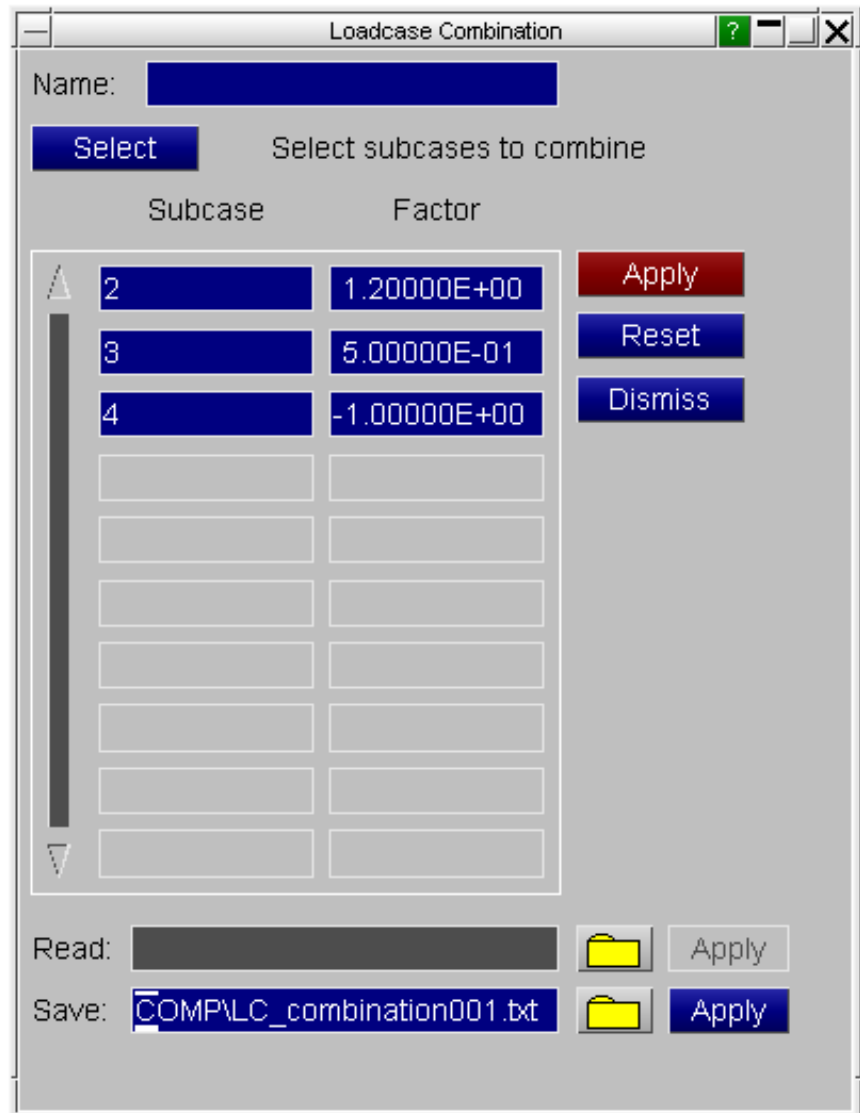 Loadcase Combination ?
Name:
Select Select subcases to combine
Subcase Factor
2 1.20000E+00 Apply
3 5.00000E-01 Reset
4 -1.00000E+00 Dismiss
Read: Apply
Save: COMP\LC_combination001.txt Apply